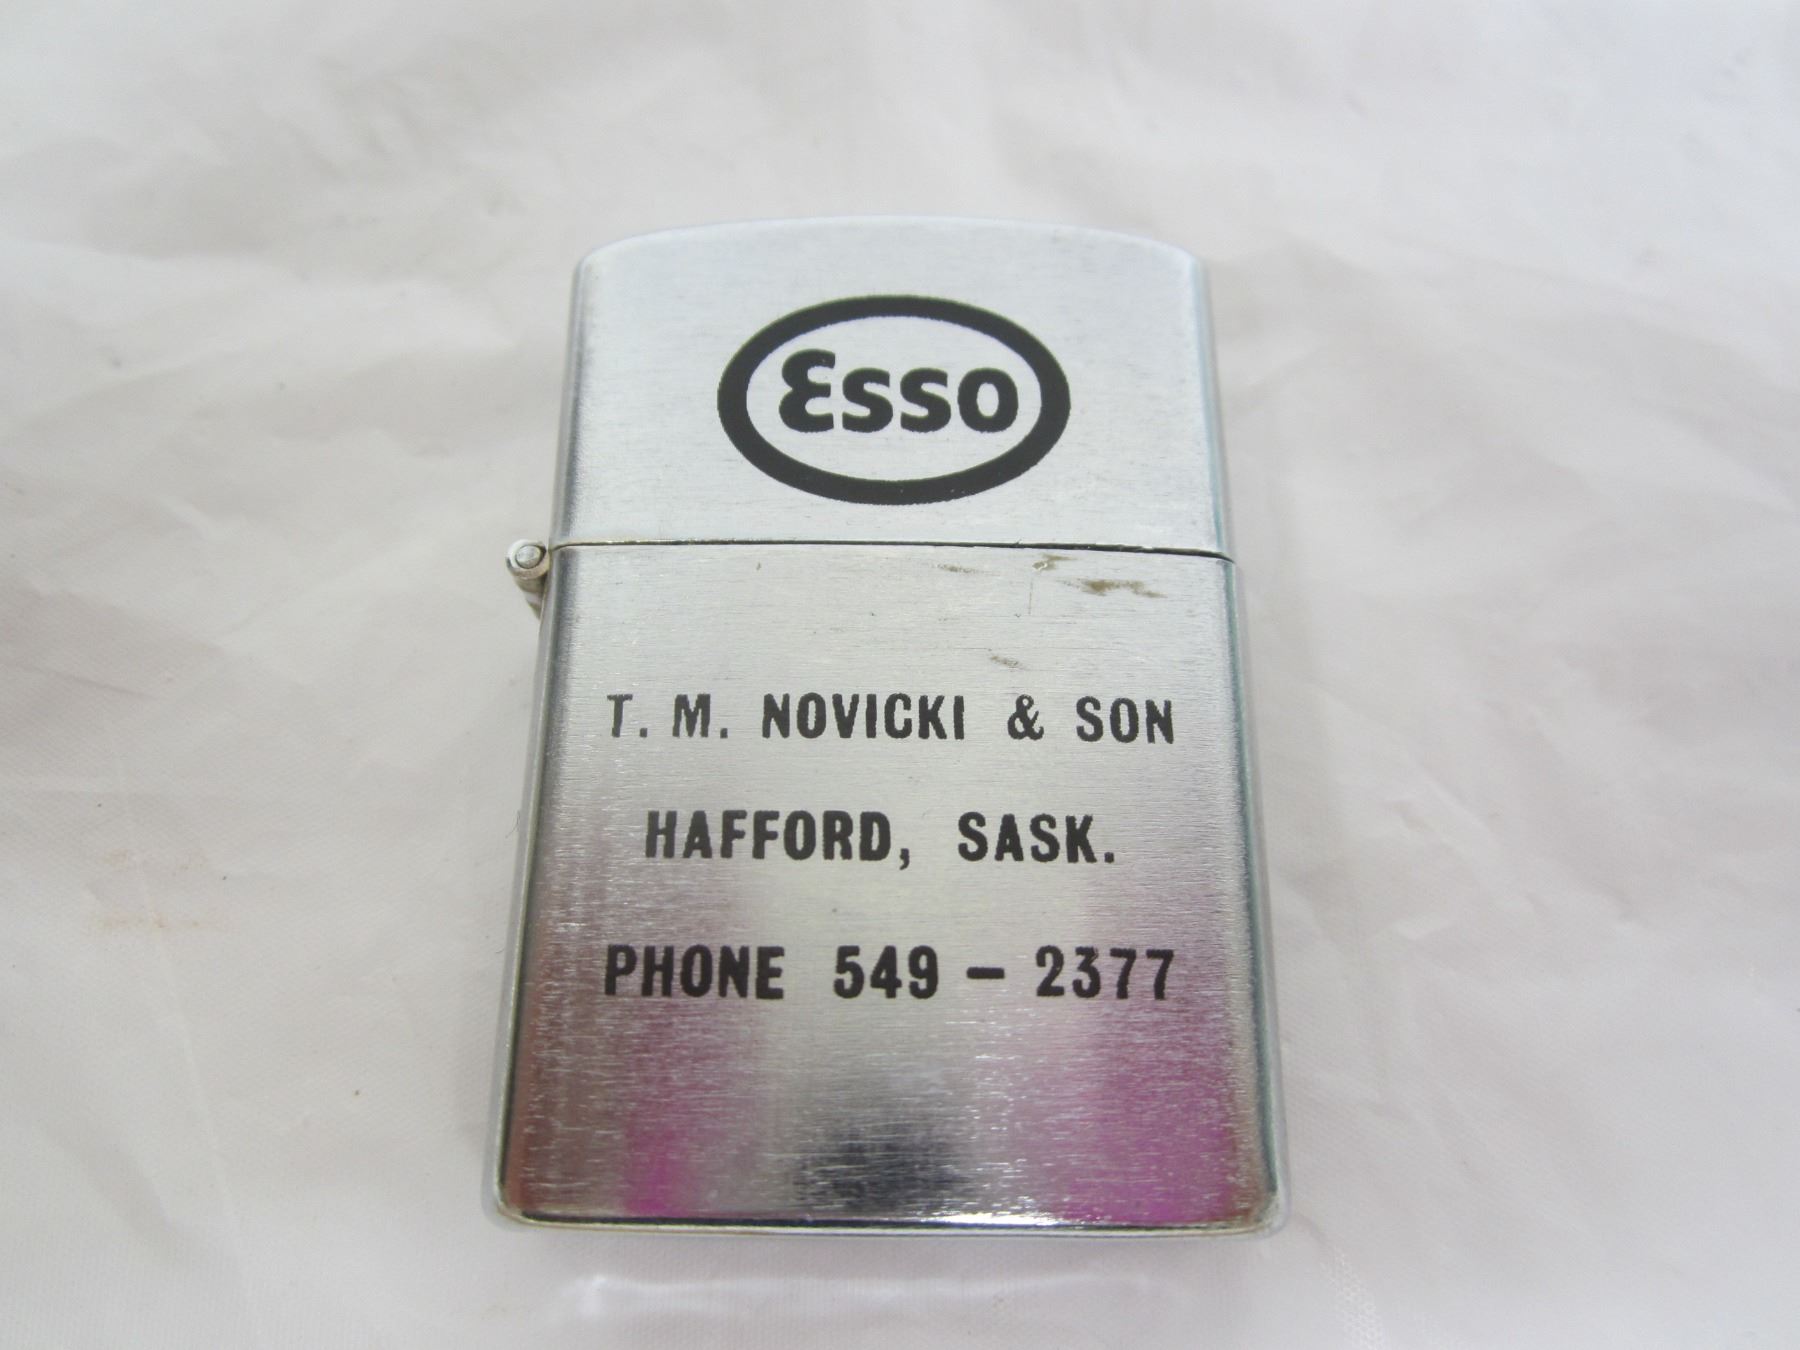 Esso
T. M. NOVICKI & SON
HAFFORD, SASK.
PHONE 549 - 2377